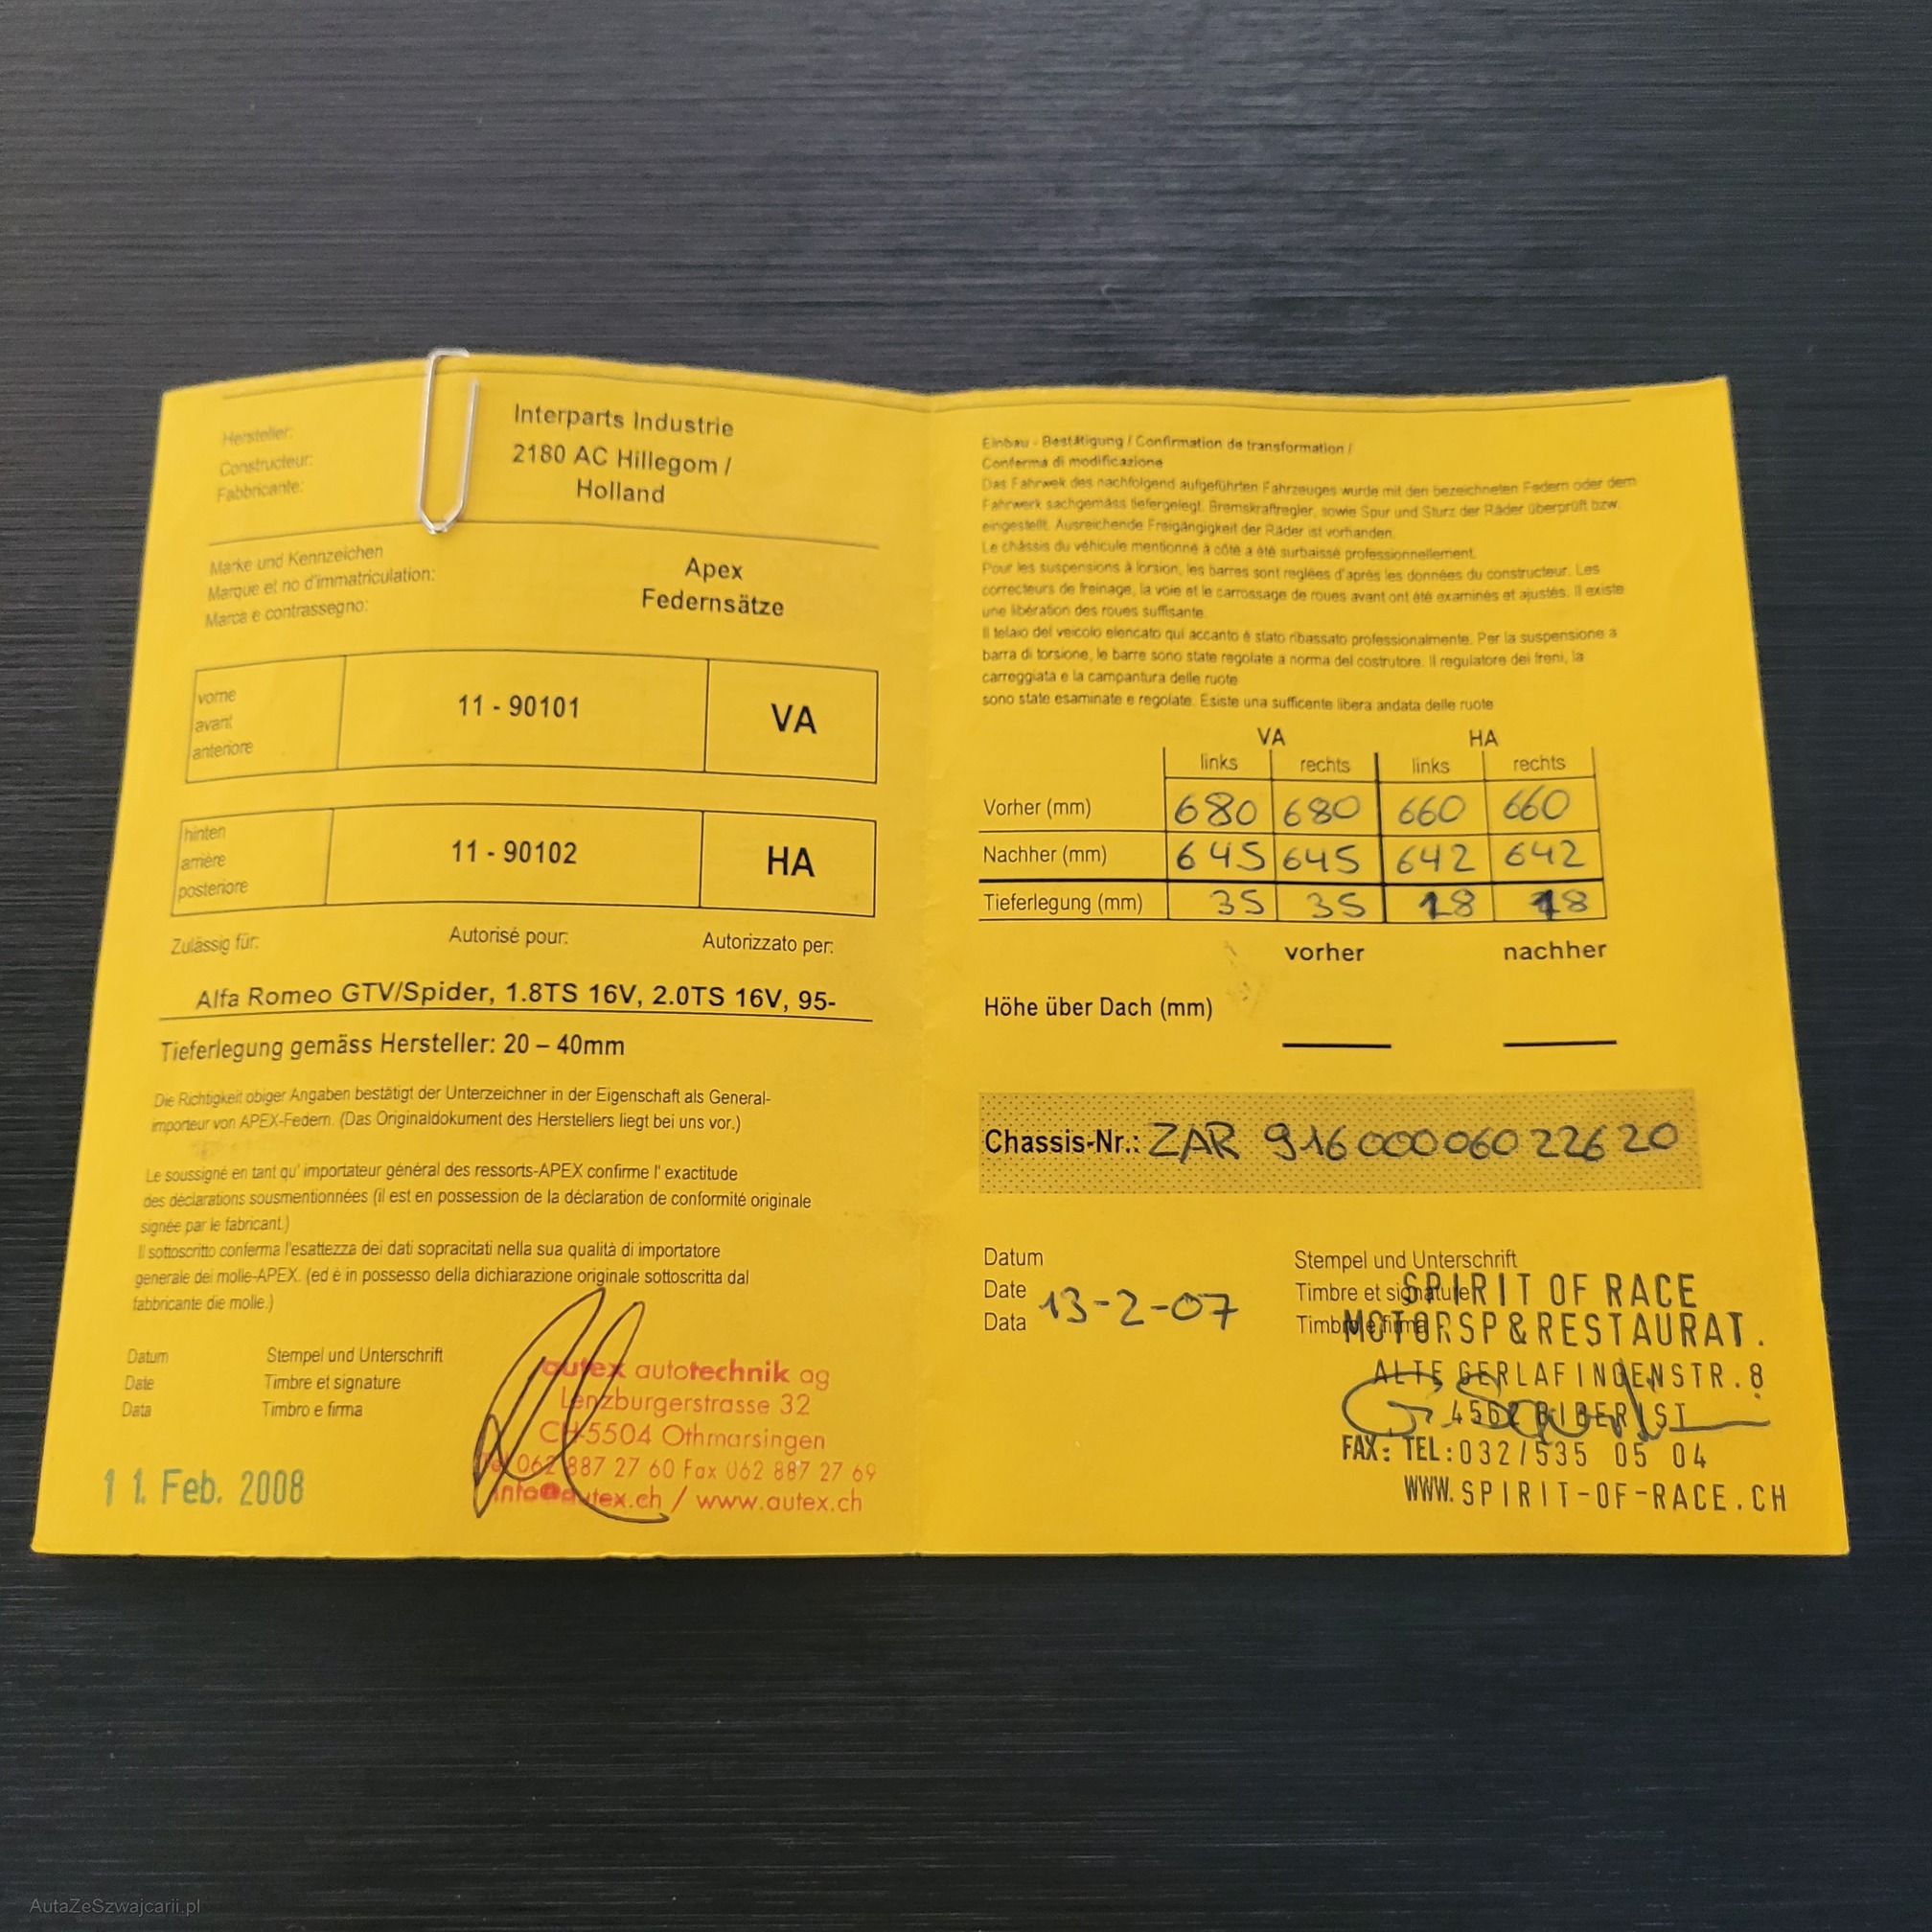 Hersteller:
Constructeur:
Fabbricante:
Interparts Industrie
2180 AC Hillegom /
Holland
Marke und Kennzeichen
Marque et no d'immatriculation:
Marca e contrassegno:
Apex
Federnsätze
vorne
avant
anteriore
11 - 90101
VA
hinten
arrière
posteriore
11 - 90102
HA
Zulässig für: Autorisé pour: Autorizzato per:
Alfa Romeo GTV/Spider, 1.8TS 16V, 2.0TS 16V, 95-
Tieferlegung gemäss Hersteller: 20 – 40mm
Die Richtigkeit obiger Angaben bestätigt der Unterzeichner in der Eigenschaft als General-
importeur von APEX-Federn. (Das Originaldokument des Herstellers liegt bei uns vor.)
Le soussigné en tant qu' importateur général des ressorts-APEX confirme l' exactitude
des déclarations sousmentionnées (il est en possession de la déclaration de conformité originale
signée par le fabricant.)
Il sottoscritto conferma l'esattezza dei dati sopracitati nella sua qualità di importatore
generale dei molle-APEX. (ed è in possesso della dichiarazione originale sottoscritta dal
fabbricante die molle.)
Datum Stempel und Unterschrift
Date Timbre et signature
Data Timbro e firma
11. Feb. 2008
autex autotechnik ag
Lenzburgerstrasse 32
CH-5504 Othmarsingen
Tel 062 887 27 60 Fax 062 887 27 69
info@autex.ch / www.autex.ch
Einbau - Bestätigung / Confirmation de transformation /
Conferma di modificazione
Das Fahrwek des nachfolgend aufgeführten Fahrzeuges wurde mit den bezeichneten Federn oder dem
Fahrwerk sachgemäss tiefergelegt. Bremskraftregler, sowie Spur und Sturz der Räder überprüft bzw.
eingestellt. Ausreichende Freigängigkeit der Räder ist vorhanden.
Le châssis du véhicule mentionné à côté a été surbaissé professionnellement.
Pour les suspensions à torsion, les barres sont reglées d'après les données du constructeur. Les
correcteurs de freinage, la voie et le carrossage de roues avant ont été examinés et ajustés. Il existe
une libération des roues suffisante.
Il telaio del veicolo elencato qui accanto è stato ribassato professionalmente. Per la suspensione a
barra di torsione, le barre sono state regolate a norma del costrutore. Il regulatore dei freni, la
carreggiata e la campantura delle ruote
sono state esaminate e regolate. Esiste una sufficente libera andata delle ruote
VA HA
links rechts links rechts
Vorher (mm) 680 680 660 660
Nachher (mm) 645 645 642 642
Tieferlegung (mm) 35 35 18 18
vorher nachher
Höhe über Dach (mm)
Chassis-Nr.: ZAR 91600006022620
Datum
Date
Data
13-2-07
Stempel und Unterschrift
Timbre et signature
SPIRIT OF RACE
MOTORSP&RESTAURAT.
ALTE GERLAFINGENSTR.8
4562 BIBERIST
FAX: TEL:032/535 05 04
WWW.SPIRIT-OF-RACE.CH
AutaZeSzwajcarii.pl